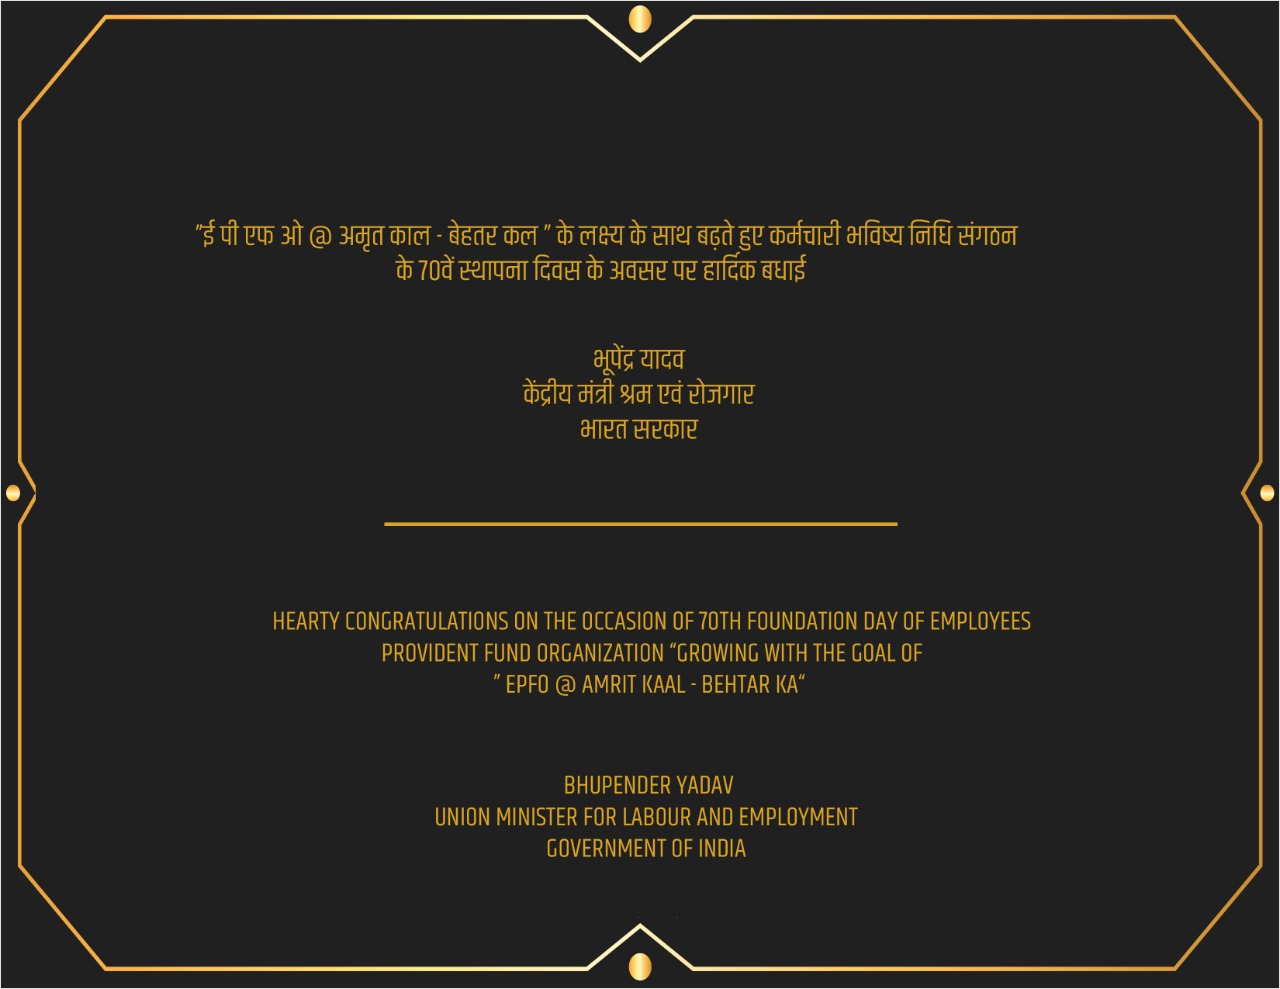 "ई पी एफ ओ @ अमृत काल - बेहतर कल " के लक्ष्य के साथ बढ़ते हुए कर्मचारी भविष्य निधि संगठन
के 70वें स्थापना दिवस के अवसर पर हार्दिक बधाई
भूपेंद्र यादव
केंद्रीय मंत्री श्रम एवं रोजगार
भारत सरकार
HEARTY CONGRATULATIONS ON THE OCCASION OF 70TH FOUNDATION DAY OF EMPLOYEES
PROVIDENT FUND ORGANIZATION “GROWING WITH THE GOAL OF
” EPFO @ AMRIT KAAL - BEHTAR KA“
BHUPENDER YADAV
UNION MINISTER FOR LABOUR AND EMPLOYMENT
GOVERNMENT OF INDIA